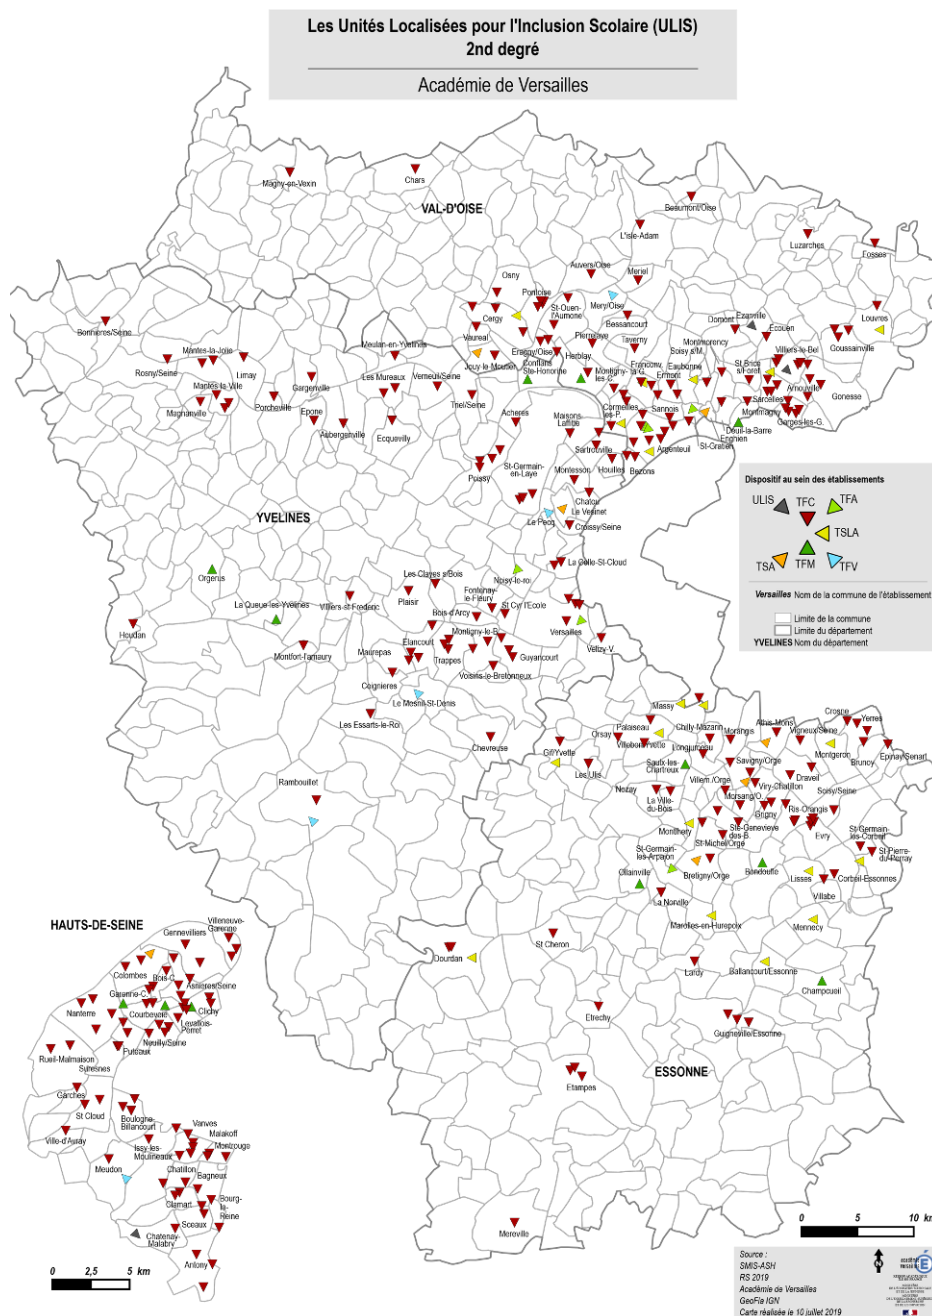 Les Unités Localisées pour l'Inclusion Scolaire (ULIS)
2nd degré
Académie de Versailles
Magny-en-Vexin
Chars
VAL-D'OISE
Beaumont/Oise
L'isle-Adam
Luzarches
Fosses
Auvers/Oise
Meriel
Osny
Pontoise
Mery/Oise
St-Ouen-
l'Aumone
Cergy
Bessancourt
Domont
Ezanville
Ecouen
Louvres
Bonnières/Seine
Vaureal
Pierrelaye
Taverny
Goussainville
Meulan-en-Yvelines
Eragny/Oise
Herblay
Franconv.
Soisy s/M.
Montmorency
Villiers-le-Bel
Mantes-la-Jolie
Limay
Jouy-le-Moutier
Conflans
Ste-Honorine
Montigny-
les-C.
Ermont
Eaubonne
St-Brice
s/Foret
Rosny/Seine
Mantes-la-Ville
Gargenville
Les Mureaux
Verneuil/Seine
Arnouville
Gonesse
Magnanville
Porcheville
Epone
Triel/Seine
Acheres
Maisons-
Laffitte
Cormeilles
en-P.
Sannois
Sarcelles
Montmagny
Garges-les-G.
Aubergenville
Ecquevilly
Deuil-la-Barre
Enghien
St-Gratien
Sartrouville
Argenteuil
Poissy
St-Germain
en-Laye
Montesson
Houilles
Bezons
Chatou
Le Vesinet
Le Pecq
Croissy/Seine
YVELINES
Dispositif au sein des établissements
ULIS
TFC
TFA
TSLA
TSA
TFM
TFV
Versailles Nom de la commune de l'établissement
Limite de la commune
Limite du département
YVELINES Nom du département
Orgerus
Les Clayes s/Bois
Noisy-le-roi
La Celle-St-Cloud
La Queue-les-Yvelines
Villiers-st Frederic
Plaisir
Fontenay-
le-Fleury
St Cyr l'Ecole
Bois-d'Arcy
Houdan
Montfort-l'amaury
Maurepas
Élancourt
Montigny-le-B.
Versailles
Velizy-V.
Trappes
Guyancourt
Coignieres
Voisins-le-Bretonneux
Le Mesnil-St-Denis
Les Essarts-le-Roi
Chevreuse
Rambouillet
Massy
Palaiseau
Chilly-Mazarin
Athis-Mons
Crosne
Yerres
Orsay
Villebon/Yvette
Morangis
Vigneux/Seine
Gif/Yvette
Longjumeau
Montgeron
Brunoy
Epinay/Senart
Les Ulis
Saulx-les-
Chartreux
Savigny/Orge
Draveil
Nozay
Villem./Orge
Viry-Chatillon
Morsang/O.
Soisy/Seine
La Ville-
du-Bois
Grigny
Ris-Orangis
Montlhery
Ste-Genevieve
des-B.
Evry
St-Germain
les-Corbeil
St-Michel/Orge
St-Pierre-
du-Perray
St-Germain
les-Arpajon
Bretigny/Orge
Bondoufle
Lisses
Corbeil-Essonnes
Ollainville
La Norville
Villabe
Marolles-en-Hurepoix
Mennecy
HAUTS-DE-SEINE
Villeneuve-
Garenne
Gennevilliers
Dourdan
St Cheron
Lardy
Ballancourt/Essonne
Champcueil
Colombes
Bois-C.
Asnières/Seine
Garenne-C.
Nanterre
Courbevoie
Clichy
Levallois-
Perret
Etrechy
Guigneville/Essonne
Neuilly/Seine
Puteaux
Rueil-Malmaison
Suresnes
Etampes
ESSONNE
Garches
St Cloud
Boulogne-
Billancourt
Vanves
Malakoff
Ville-d'Avray
Issy-les-
Moulineaux
Montrouge
Meudon
Chatillon
Bagneux
Clamart
Bourg-
la-
Reine
Sceaux
Chatenay-
Malabry
Antony
Mereville
0 2,5 5 km
0 5 10 km
Source :
SMIS-ASH
RS 2019
Académie de Versailles
GeoFla IGN
Carte réalisée le 10 juillet 2019
N